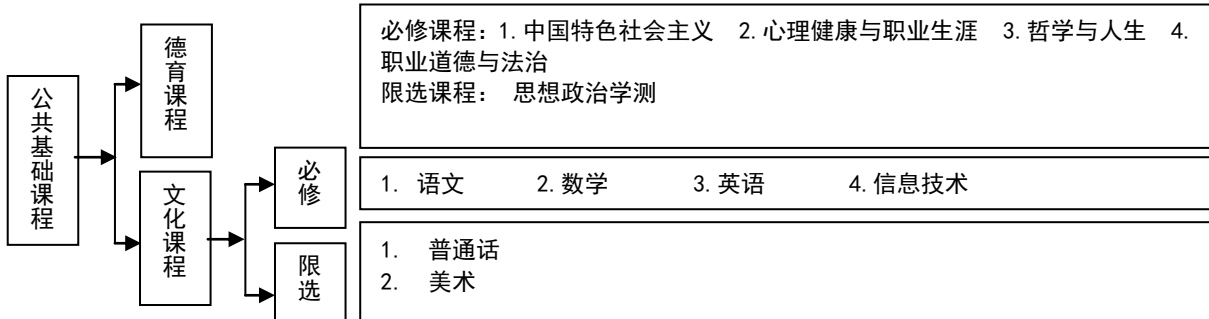 公共基础课程
德育课程
必修课程：1.中国特色社会主义 2.心理健康与职业生涯 3.哲学与人生 4.
职业道德与法治
限选课程： 思想政治学测
文化课程
必修
1. 语文 2.数学 3.英语 4.信息技术
限选
1. 普通话
2. 美术